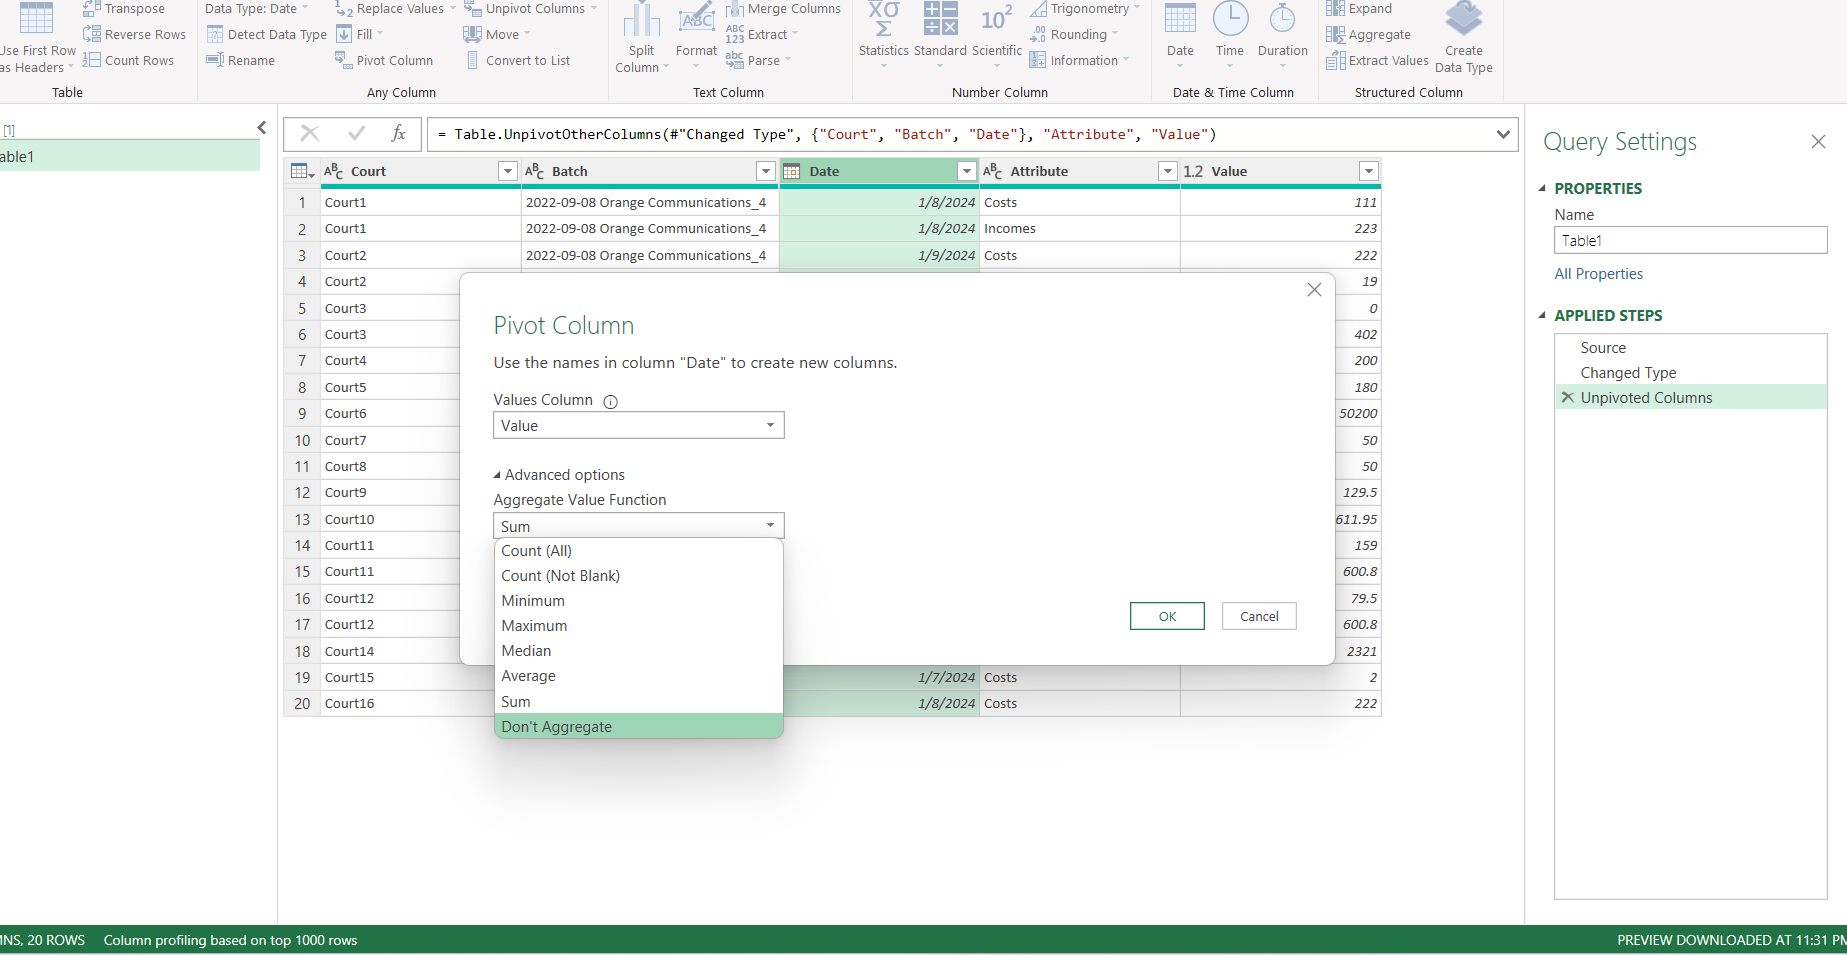 Transpose
Reverse Rows
Count Rows
Use First Row
as Headers
Table
Data Type: Date
Detect Data Type
Rename
Replace Values
Fill
Pivot Column
Unpivot Columns
Move
Convert to List
Any Column
Split
Column
Format
Merge Columns
Extract
Parse
Text Column
Statistics
Standard
Scientific
Trigonometry
Rounding
Information
Number Column
Date
Time
Duration
Date & Time Column
Expand
Aggregate
Extract Values
Create
Data Type
Structured Column
[1]
able1
= Table.UnpivotOtherColumns(#"Changed Type", {"Court", "Batch", "Date"}, "Attribute", "Value")
Court Batch Date Attribute 1.2 Value
1 Court1 2022-09-08 Orange Communications_4 1/8/2024 Costs 111
2 Court1 2022-09-08 Orange Communications_4 1/8/2024 Incomes 223
3 Court2 2022-09-08 Orange Communications_4 1/9/2024 Costs 222
4 Court2 19
5 Court3 0
6 Court3 402
7 Court4 200
8 Court5 180
9 Court6 50200
10 Court7 50
11 Court8 50
12 Court9 129.5
13 Court10 611.95
14 Court11 159
15 Court11 600.8
16 Court12 79.5
17 Court12 600.8
18 Court14 2321
19 Court15 1/7/2024 Costs 2
20 Court16 1/8/2024 Costs 222
Pivot Column
Use the names in column "Date" to create new columns.
Values Column
Value
Advanced options
Aggregate Value Function
Sum
Count (All)
Count (Not Blank)
Minimum
Maximum
Median
Average
Sum
Don't Aggregate
OK
Cancel
Query Settings
PROPERTIES
Name
Table1
All Properties
APPLIED STEPS
Source
Changed Type
Unpivoted Columns
MNS, 20 ROWS Column profiling based on top 1000 rows
PREVIEW DOWNLOADED AT 11:31 PM